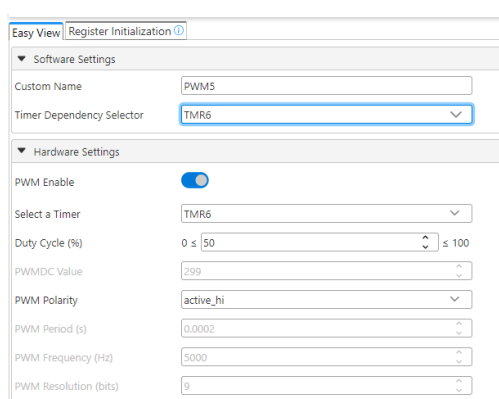 Easy View Register Initialization
Software Settings
Custom Name PWM5
Timer Dependency Selector TMR6
Hardware Settings
PWM Enable
Select a Timer TMR6
Duty Cycle (%) 0 ≤ 50 ≤ 100
PWMDC Value 299
PWM Polarity active_hi
PWM Period (s) 0.0002
PWM Frequency (Hz) 5000
PWM Resolution (bits) 9